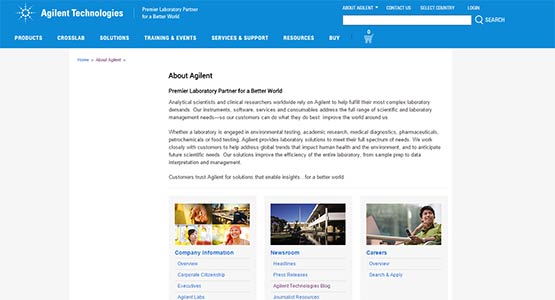 Agilent Technologies
Premier Laboratory Partner
for a Better World
ABOUT AGILENT
CONTACT US
SELECT COUNTRY
LOGIN
SEARCH
PRODUCTS
CROSSLAB
SOLUTIONS
TRAINING & EVENTS
SERVICES & SUPPORT
RESOURCES
BUY
0
Home » About Agilent »
About Agilent
Premier Laboratory Partner for a Better World
Analytical scientists and clinical researchers worldwide rely on Agilent to help fulfill their most complex laboratory
demands. Our instruments, software, services and consumables address the full range of scientific and laboratory
management needs—so our customers can do what they do best: improve the world around us.
Whether a laboratory is engaged in environmental testing, academic research, medical diagnostics, pharmaceuticals,
petrochemicals or food testing, Agilent provides laboratory solutions to meet their full spectrum of needs. We work
closely with customers to help address global trends that impact human health and the environment, and to anticipate
future scientific needs. Our solutions improve the efficiency of the entire laboratory, from sample prep to data
interpretation and management.
Customers trust Agilent for solutions that enable insights...for a better world.
Company Information
Overview
Corporate Citizenship
Executives
Agilent Labs
Newsroom
Headlines
Press Releases
Agilent Technologies Blog
Journalist Resources
Careers
Overview
Search & Apply